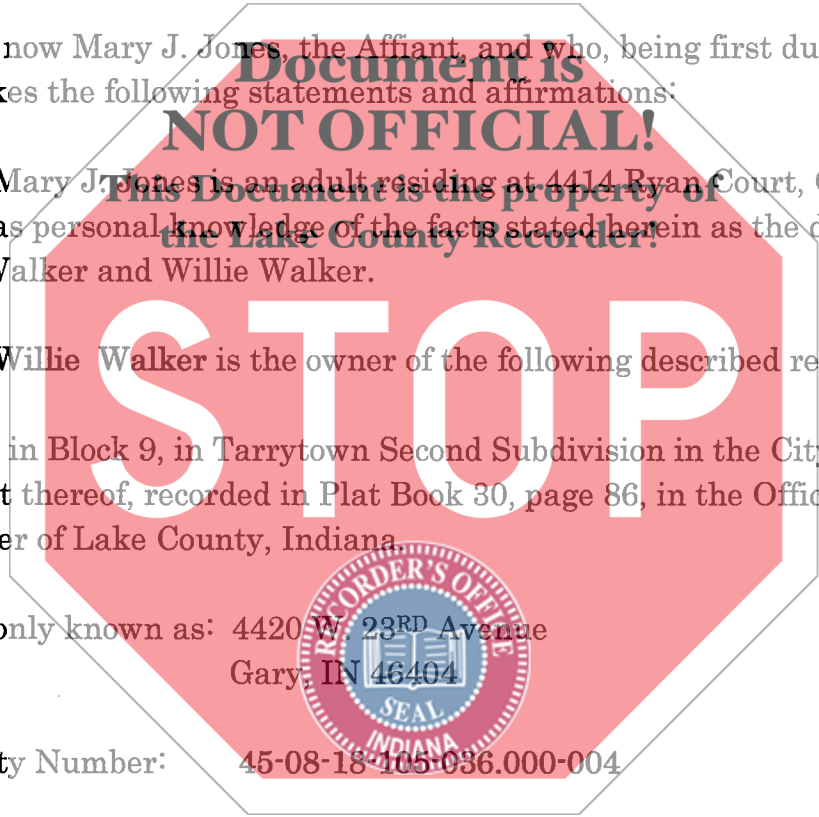 now Mary J. Jones, the Affiant, and who, being first du
Document is
kes the following statements and affirmations:
NOT OFFICIAL!
Mary J. Jones is an adult residing at 4414 Ryan Court,
This Document is the property of
as personal knowledge of the facts stated herein as the d
the Lake County Recorder!
Walker and Willie Walker.
STOP
Willie Walker is the owner of the following described re
in Block 9, in Tarrytown Second Subdivision in the City
t thereof, recorded in Plat Book 30, page 86, in the Offic
er of Lake County, Indiana.
RECORDER'S OFFICE
only known as: 4420 W. 23RD Avenue
Gary, IN 46404
SEAL
INDIANA
ty Number: 45-08-18-105-036.000-004